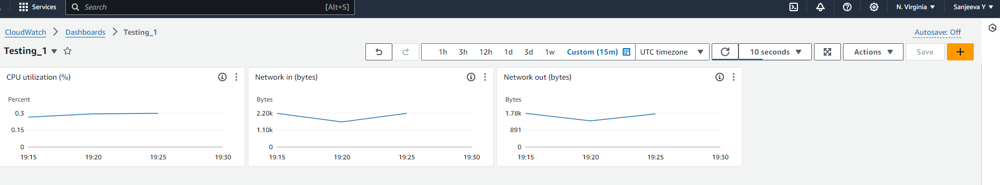 Services Search [Alt+S] N. Virginia Sanjeeva Y
CloudWatch Dashboards Testing_1 Autosave: Off
Testing_1 1h 3h 12h 1d 3d 1w Custom (15m) UTC timezone 10 seconds Actions Save
CPU utilization (%)
Percent
0.3
0.15
0
19:15 19:20 19:25 19:30
Network in (bytes)
Bytes
2.20k
1.10k
0
19:15 19:20 19:25 19:30
Network out (bytes)
Bytes
1.78k
891
0
19:15 19:20 19:25 19:30